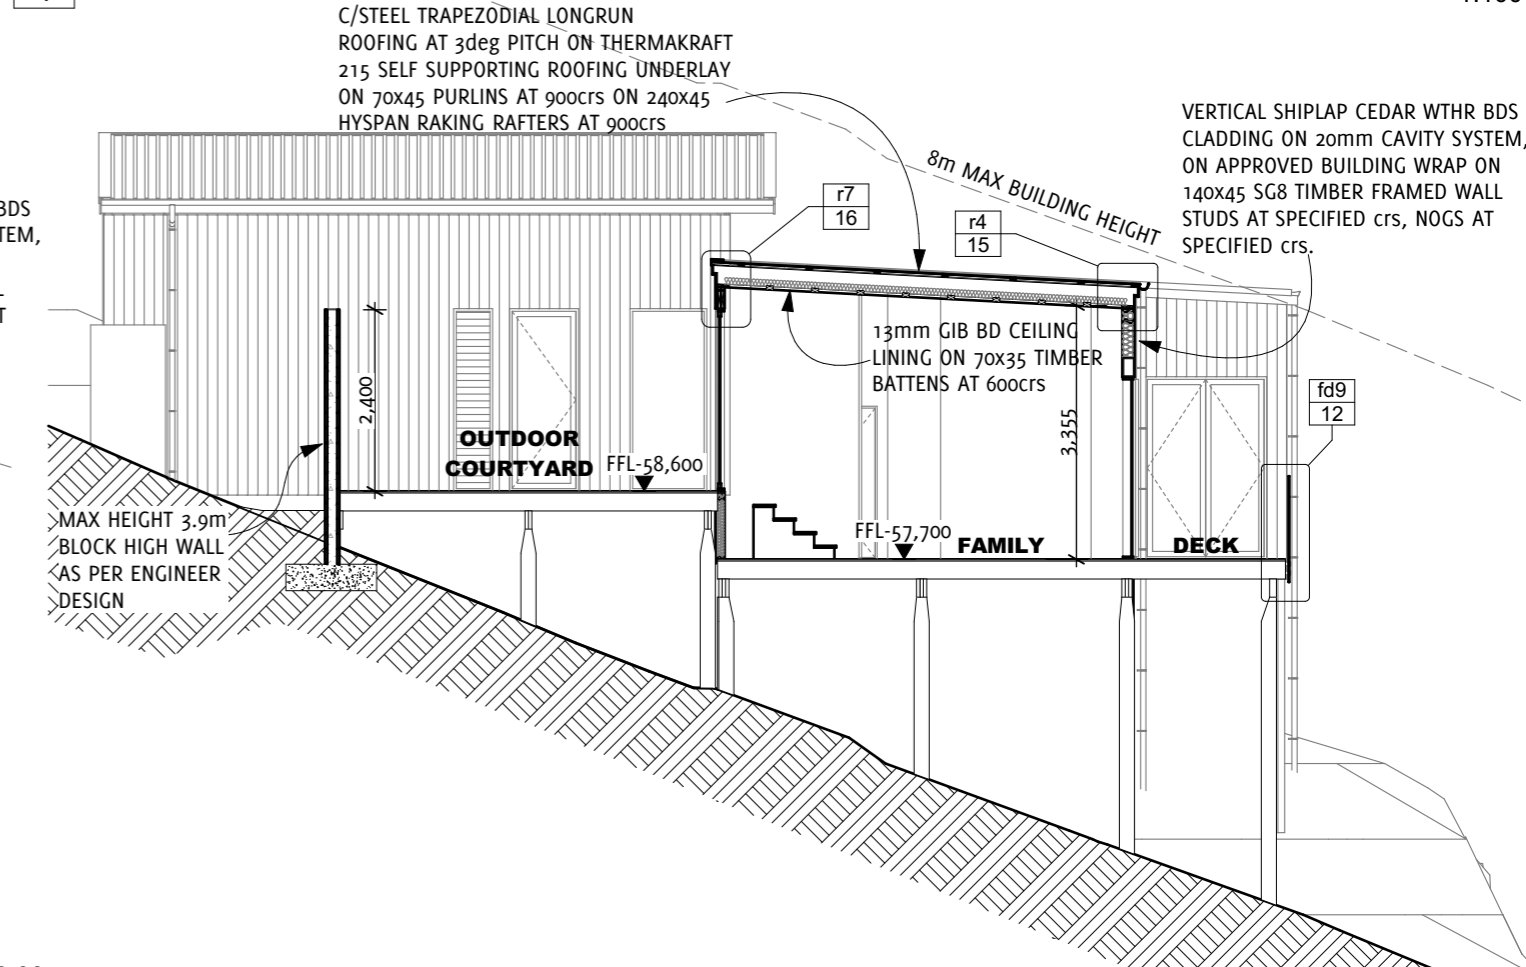 C/STEEL TRAPEZODIAL LONGRUN
ROOFING AT 3deg PITCH ON THERMAKRAFT
215 SELF SUPPORTING ROOFING UNDERLAY
ON 70x45 PURLINS AT 900crs ON 240x45
HYSPAN RAKING RAFTERS AT 900crs
VERTICAL SHIPLAP CEDAR WTHR BDS
CLADDING ON 20mm CAVITY SYSTEM,
ON APPROVED BUILDING WRAP ON
140x45 SG8 TIMBER FRAMED WALL
STUDS AT SPECIFIED crs, NOGS AT
SPECIFIED crs.
8m MAX BUILDING HEIGHT
r7
16
r4
15
BDS
TEM,
T
13mm GIB BD CEILING
LINING ON 70x35 TIMBER
BATTENS AT 600crs
2,400
3,355
fd9
12
OUTDOOR
COURTYARD
FFL-58,600
MAX HEIGHT 3.9m
BLOCK HIGH WALL
AS PER ENGINEER
DESIGN
FFL-57,700
FAMILY
DECK